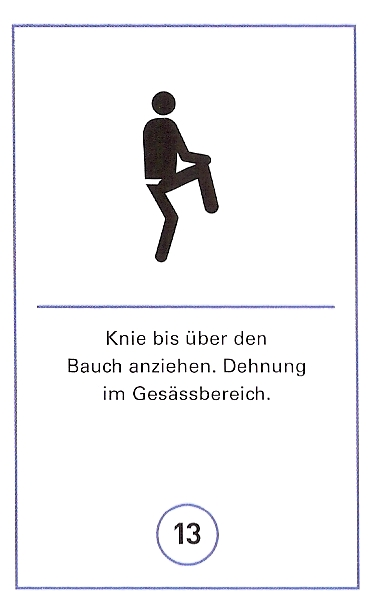 Knie bis über den
Bauch anziehen. Dehnung
im Gesässbereich.
13